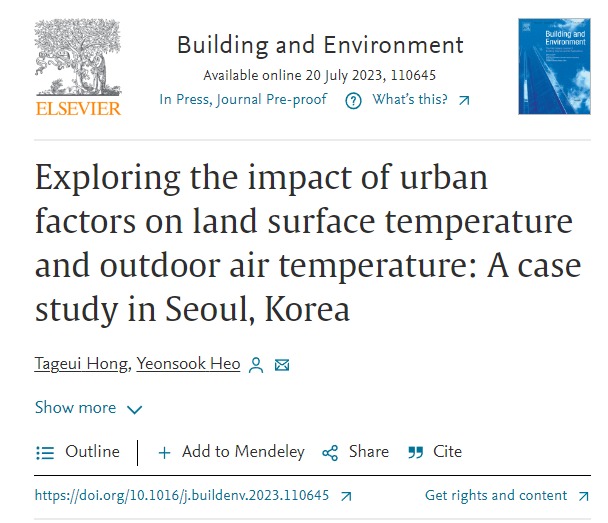 ELSEVIER
Building and Environment
Available online 20 July 2023, 110645
In Press, Journal Pre-proof ? What's this?
Building and
Environment
Exploring the impact of urban
factors on land surface temperature
and outdoor air temperature: A case
study in Seoul, Korea
Tageui Hong, Yeonsook Heo
Show more
Outline
Add to Mendeley
Share
Cite
https://doi.org/10.1016/j.buildenv.2023.110645
Get rights and content